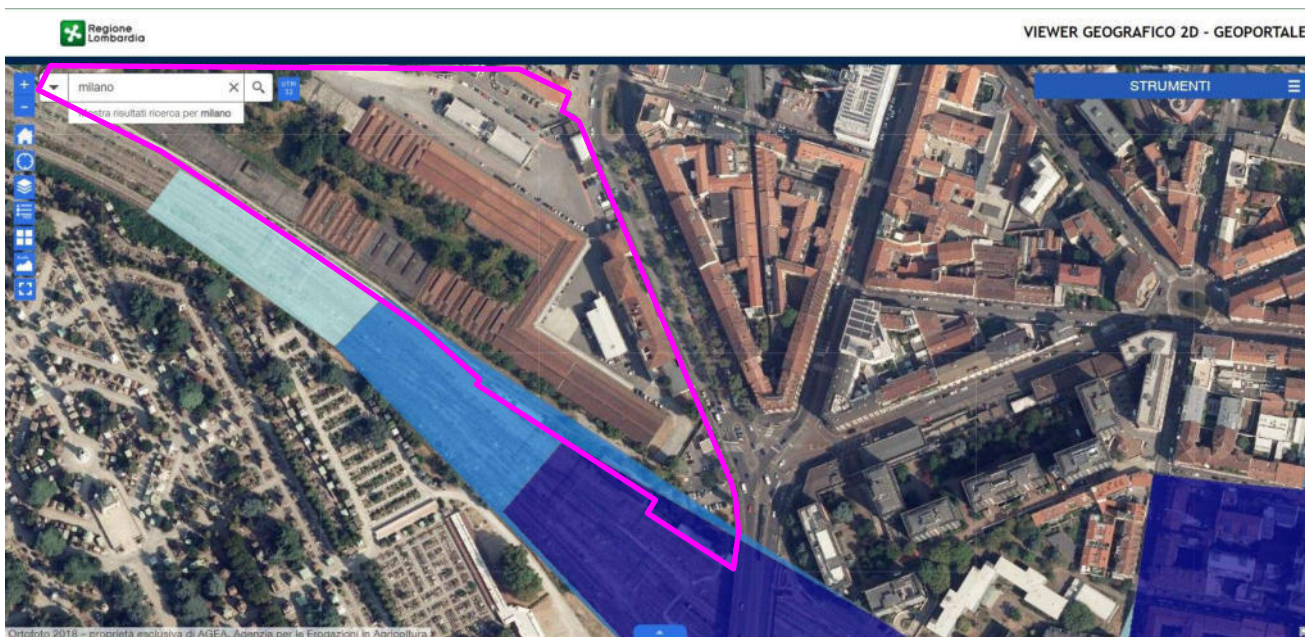 Regione
Lombardia
VIEWER GEOGRAFICO 2D - GEOPORTALE
+
milano
UTM
32
STRUMENTI
Mostra risultati ricerca per milano
-
Ortofoto 2018 - proprietà esclusiva di AGEA, Agenzia per le Erogazioni in Agricoltura